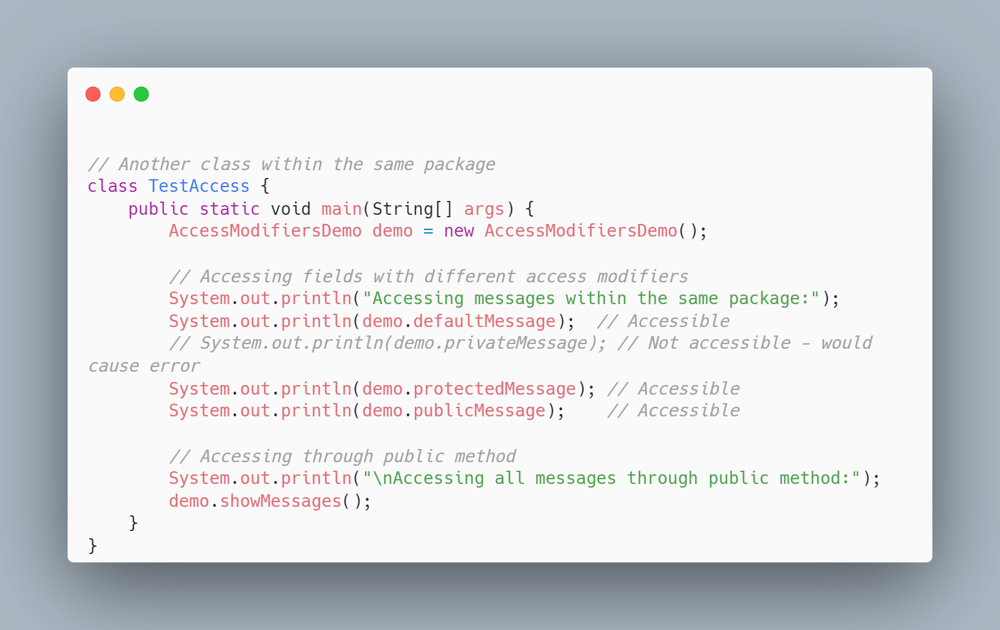 // Another class within the same package
class TestAccess {
    public static void main(String[] args) {
        AccessModifiersDemo demo = new AccessModifiersDemo();

        // Accessing fields with different access modifiers
        System.out.println("Accessing messages within the same package:");
        System.out.println(demo.defaultMessage);  // Accessible
        // System.out.println(demo.privateMessage); // Not accessible – would
cause error
        System.out.println(demo.protectedMessage); // Accessible
        System.out.println(demo.publicMessage);    // Accessible

        // Accessing through public method
        System.out.println("\nAccessing all messages through public method:");
        demo.showMessages();
    }
}